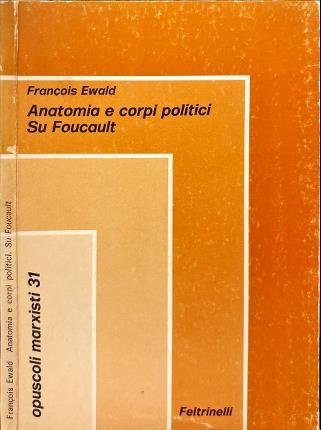 François Ewald
Anatomia e corpi politici
Su Foucault
opuscoli marxisti 31
Feltrinelli
François Ewald Anatomia e corpi politici. Su Foucault